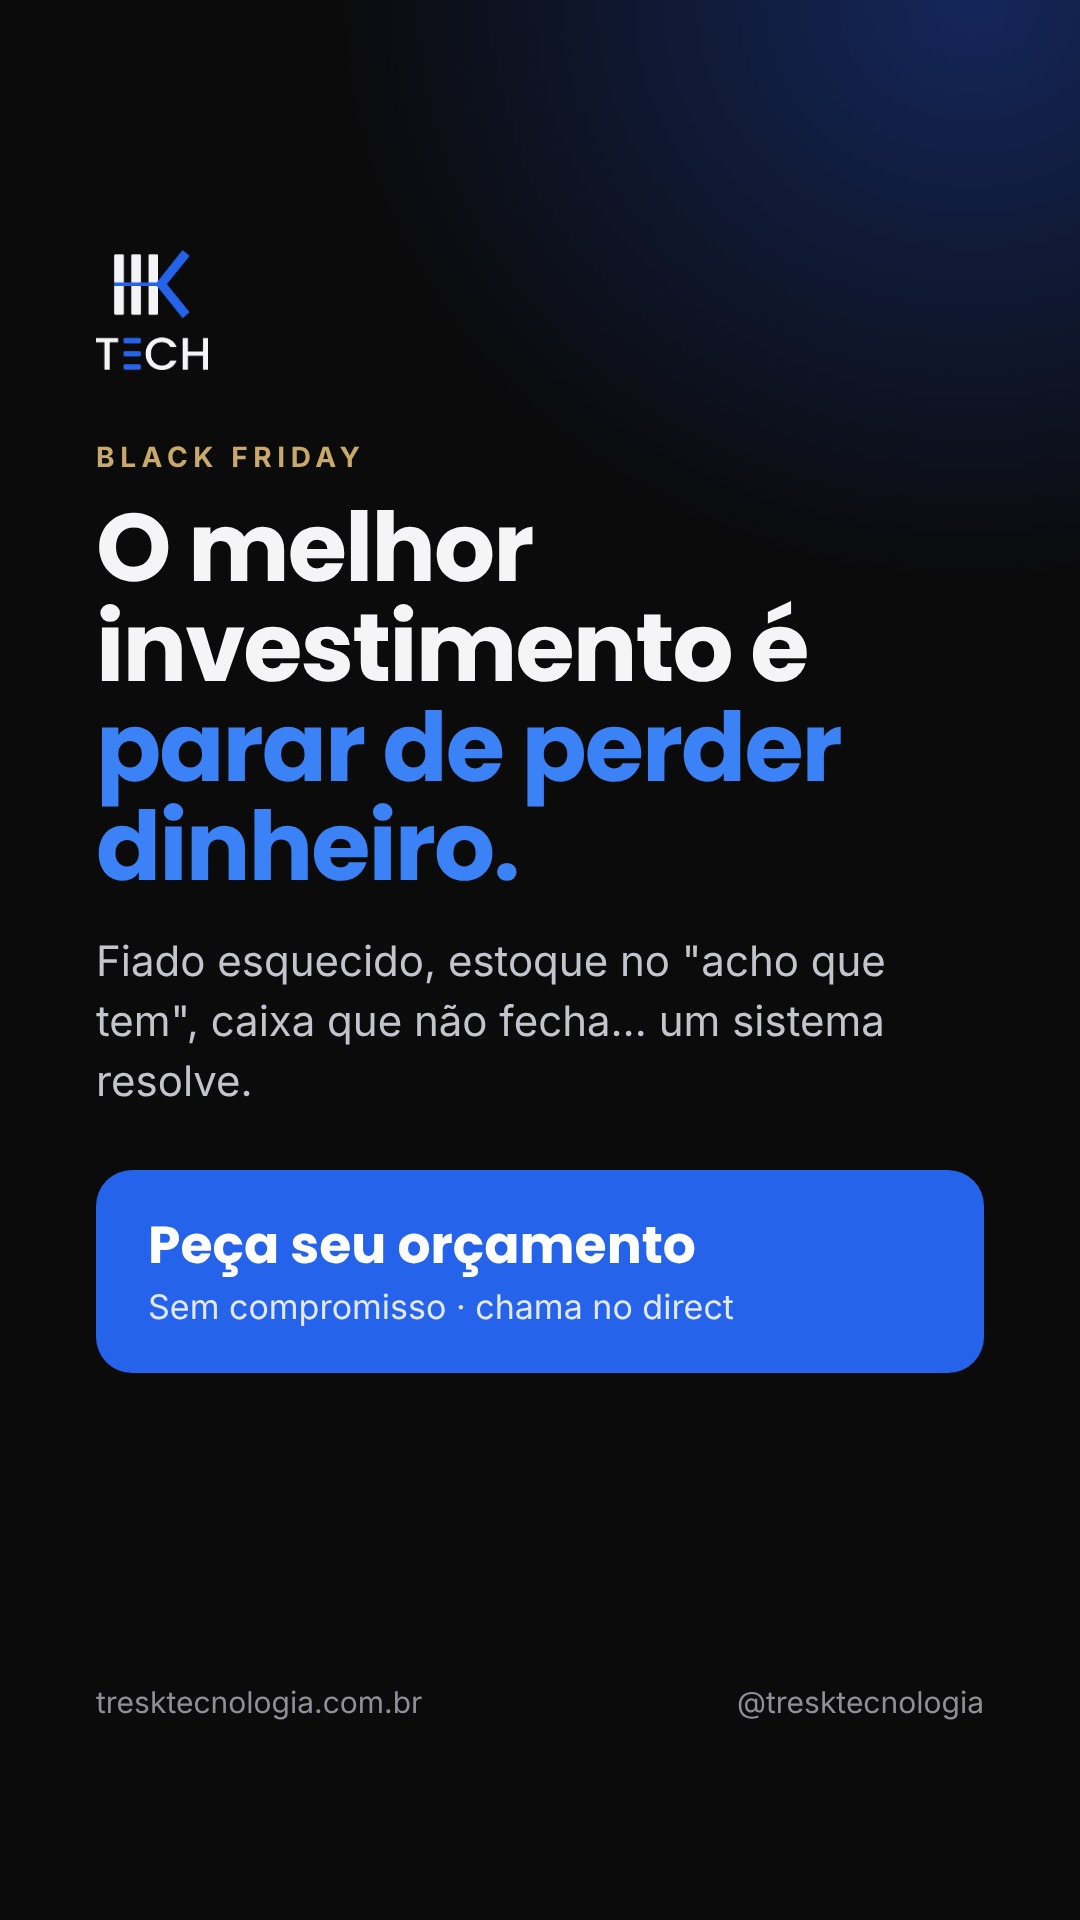 IIIK
TECH
BLACK FRIDAY
O melhor
investimento é
parar de perder
dinheiro.
Fiado esquecido, estoque no "acho que
tem", caixa que não fecha... um sistema
resolve.
Peça seu orçamento
Sem compromisso · chama no direct
tresktecnologia.com.br
@tresktecnologia